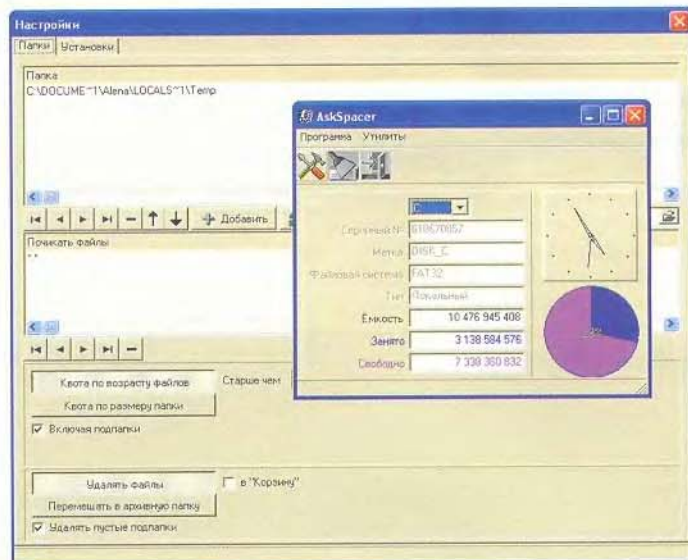 Настройки
Папки Установки
Папка
C:\DOCUME~1\Alena\LOCALS~1\Temp
Добавить
Почикать файлы
*.*
Квота по возрасту файлов Старше чем
Квота по размеру папки
Включая подпапки
Удалять файлы в "Корзину"
Перемещать в архивную папку
Удалять пустые подпапки
AskSpacer
Программа Утилиты
C:
Серийный №
Метка DISK_C
Файловая система FAT32
Тип Локальный
Ёмкость 10 476 945 408
Занято 3 138 584 576
Свободно 7 338 360 832